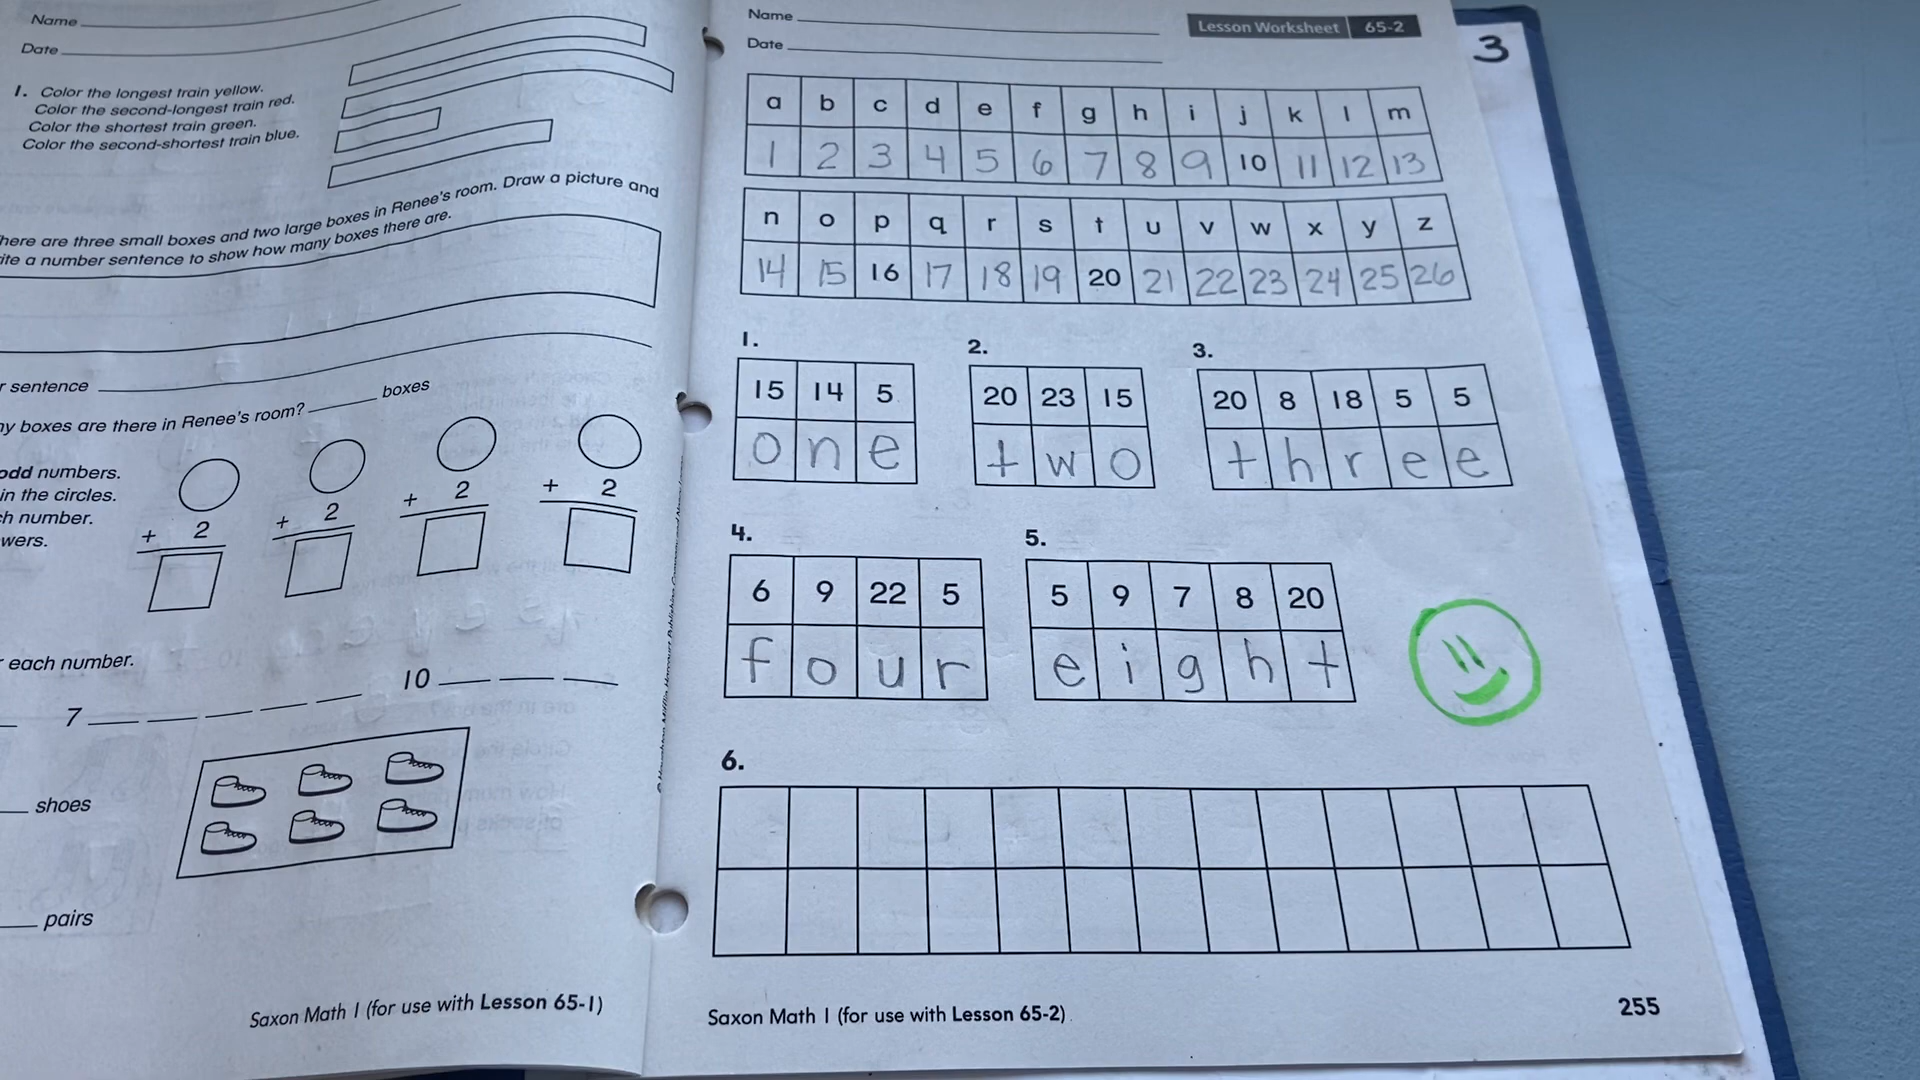 Name
Date
1. Color the longest train yellow.
Color the second-longest train red.
Color the shortest train green.
Color the second-shortest train blue.
here are three small boxes and two large boxes in Renee's room. Draw a picture and
ite a number sentence to show how many boxes there are.
r sentence
ny boxes are there in Renee's room? boxes
odd numbers.
in the circles.
ch number.
wers.
+ 2
+ 2
+ 2
+ 2
r each number.
7
10
shoes
pairs
Saxon Math 1 (for use with Lesson 65-1)
Name
Lesson Worksheet 65-2
3
Date
a b c d e f g h i j k l m
1 2 3 4 5 6 7 8 9 10 11 12 13
n o p q r s t u v w x y z
14 15 16 17 18 19 20 21 22 23 24 25 26
1.
15 14 5
o n e
2.
20 23 15
t w o
3.
20 8 18 5 5
t h r e e
4.
6 9 22 5
f o u r
5.
5 9 7 8 20
e i g h t
6.
Saxon Math 1 (for use with Lesson 65-2)
255